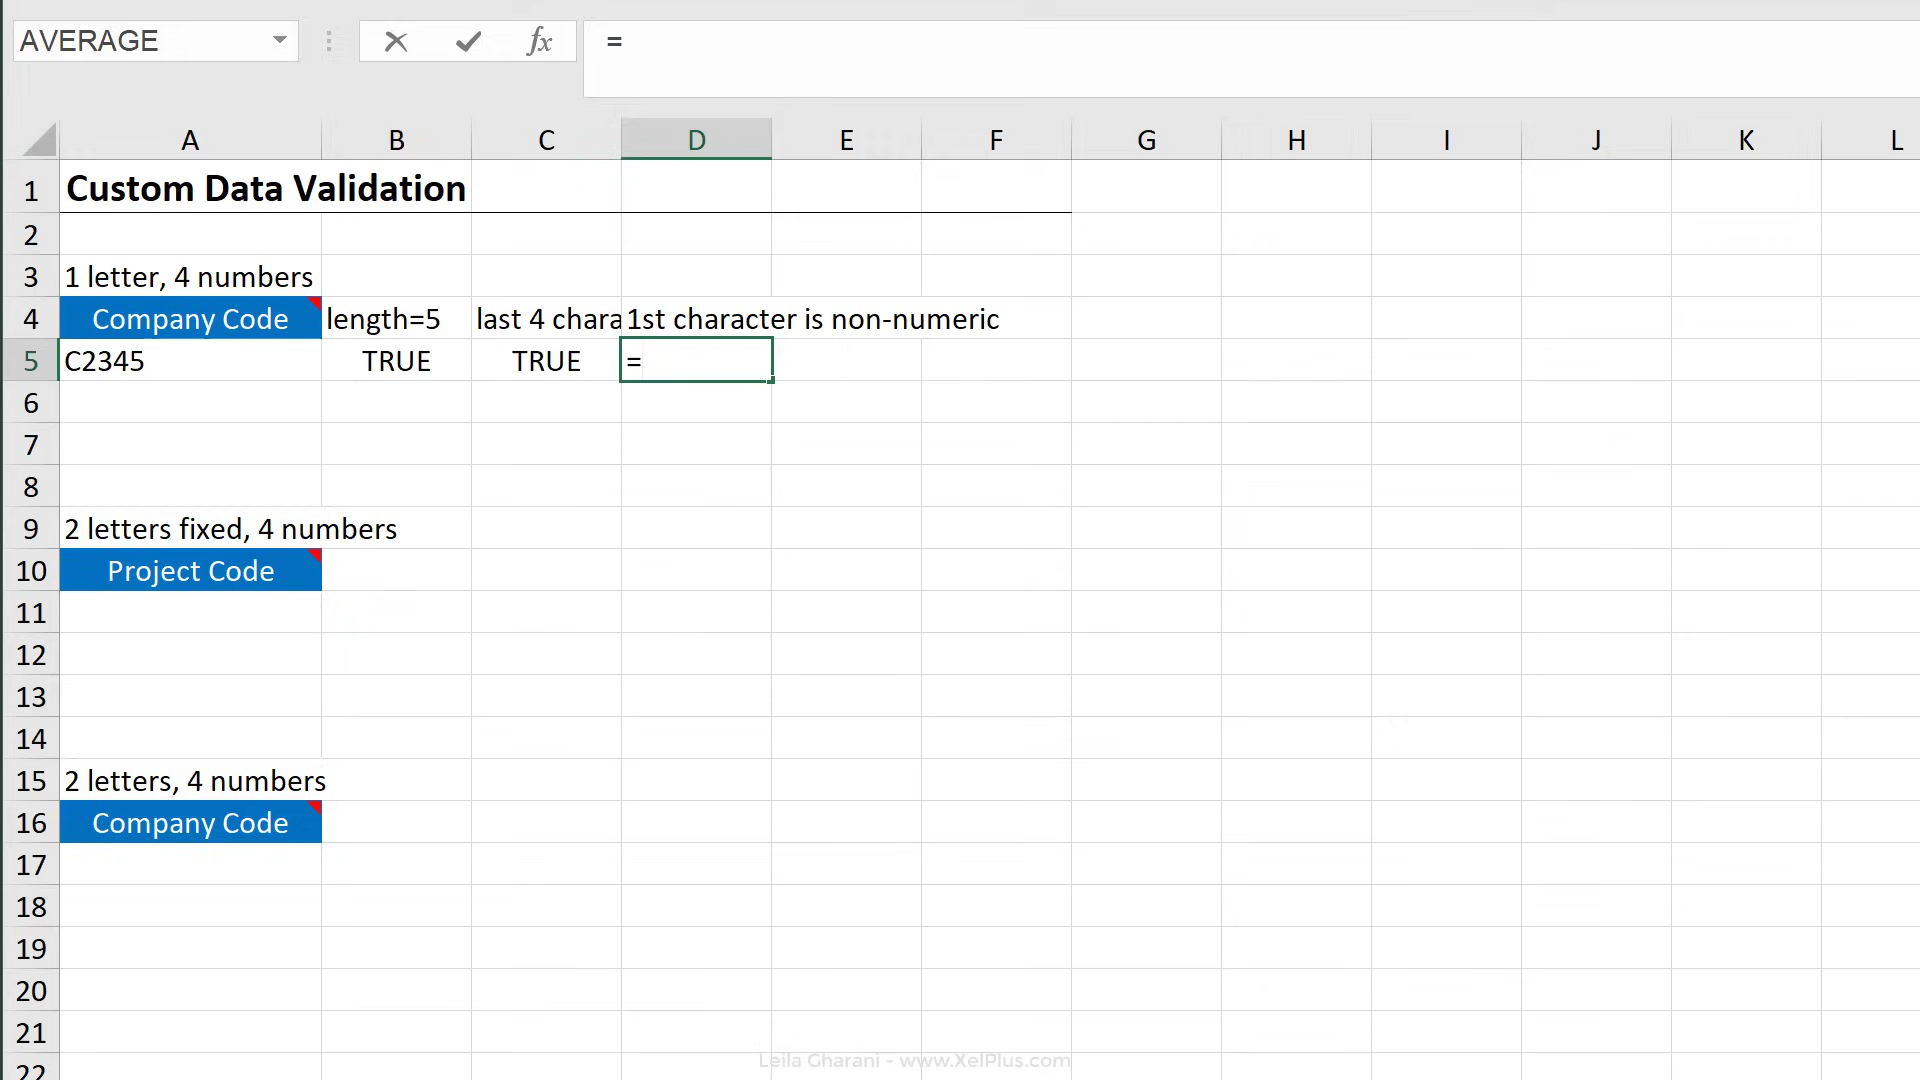 AVERAGE fx =
A B C D E F G H I J K L
1 Custom Data Validation
2
3 1 letter, 4 numbers
4 Company Code length=5 last 4 chara 1st character is non-numeric
5 C2345 TRUE TRUE =
6
7
8
9 2 letters fixed, 4 numbers
10 Project Code
11
12
13
14
15 2 letters, 4 numbers
16 Company Code
17
18
19
20
21
22
Leila Gharani - www.XelPlus.com